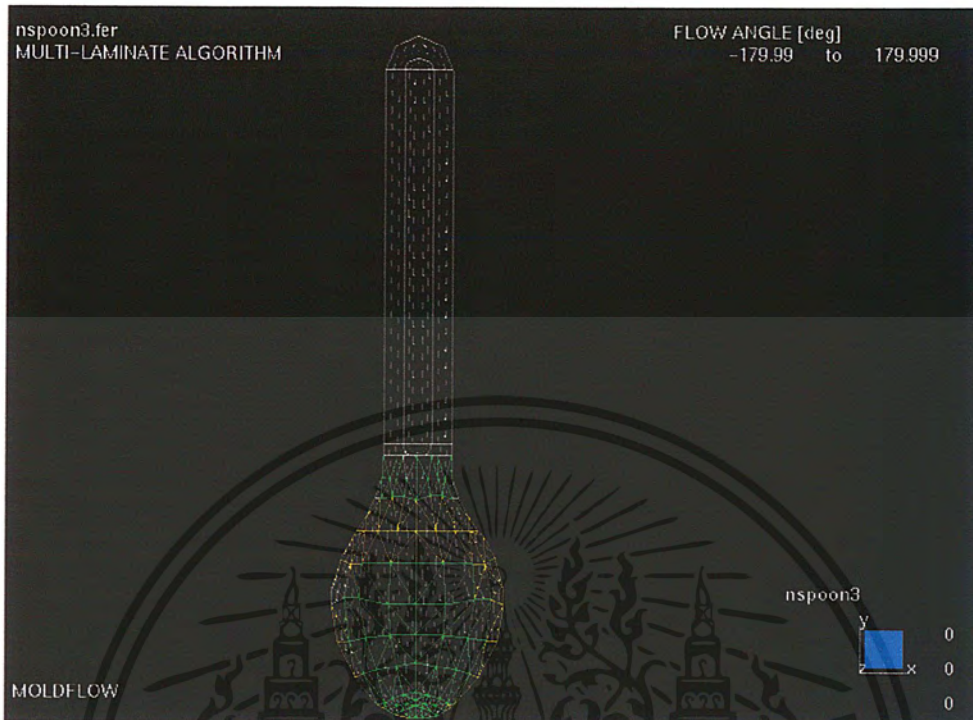 nspoon3.fer
MULTI-LAMINATE ALGORITHM
FLOW ANGLE [deg]
-179.99 to 179.999
nspoon3
y
z x
0
0
0
MOLDFLOW